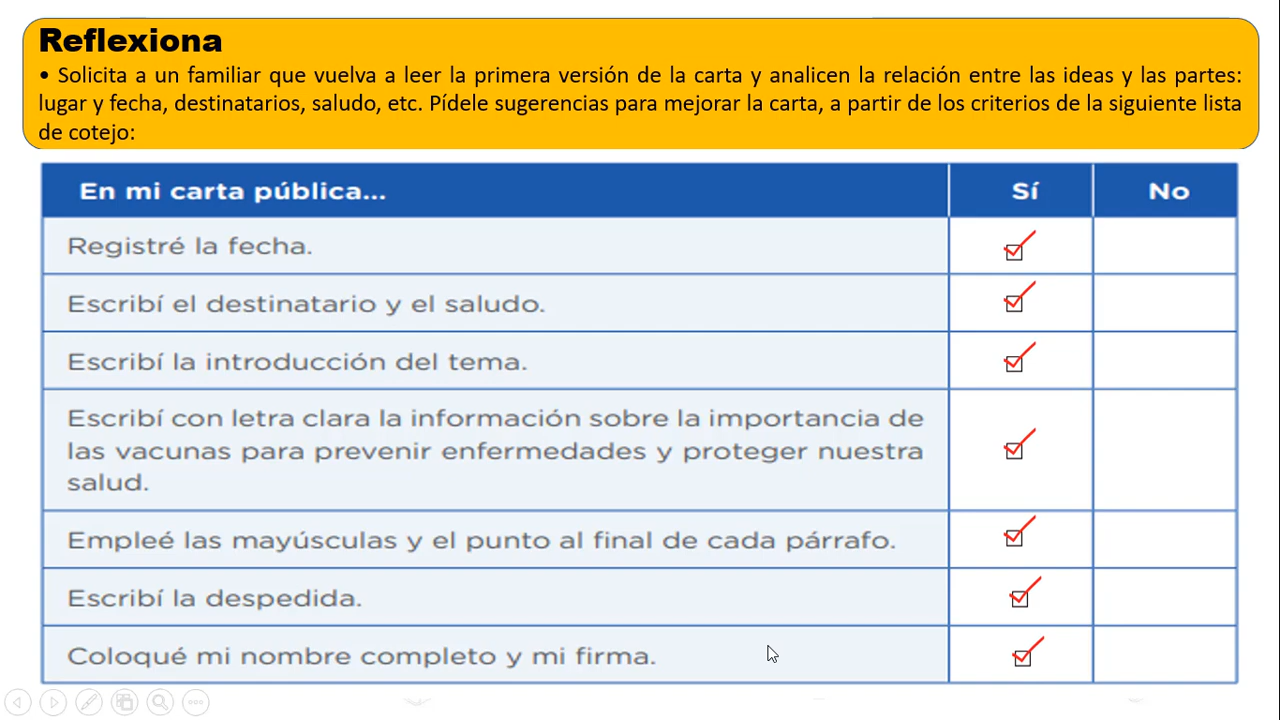 Reflexiona
• Solicita a un familiar que vuelva a leer la primera versión de la carta y analicen la relación entre las ideas y las partes:
lugar y fecha, destinatarios, saludo, etc. Pídele sugerencias para mejorar la carta, a partir de los criterios de la siguiente lista
de cotejo:
En mi carta pública... Sí No
Registré la fecha.
Escribí el destinatario y el saludo.
Escribí la introducción del tema.
Escribí con letra clara la información sobre la importancia de
las vacunas para prevenir enfermedades y proteger nuestra
salud.
Empleé las mayúsculas y el punto al final de cada párrafo.
Escribí la despedida.
Coloqué mi nombre completo y mi firma.